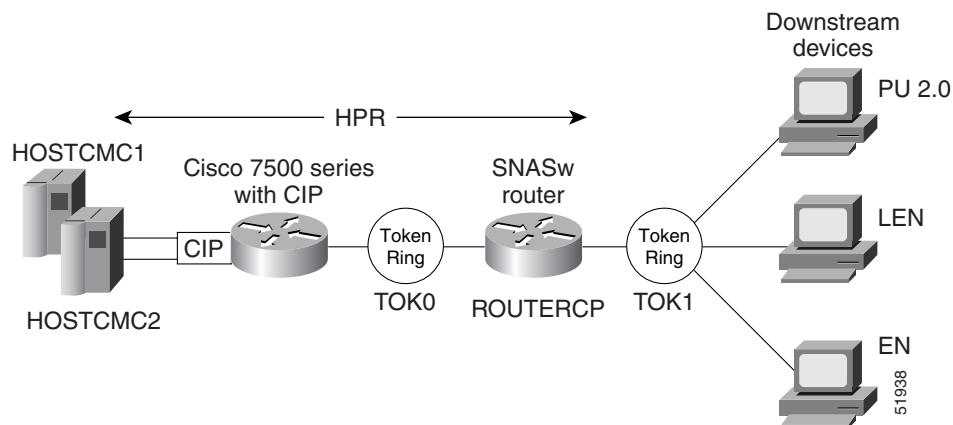 Downstream
devices
PU 2.0
HPR
HOSTCMC1
Cisco 7500 series
with CIP
SNASw
router
LEN
CIP
Token
Ring
Token
Ring
TOK0
ROUTERCP
TOK1
HOSTCMC2
EN
51938